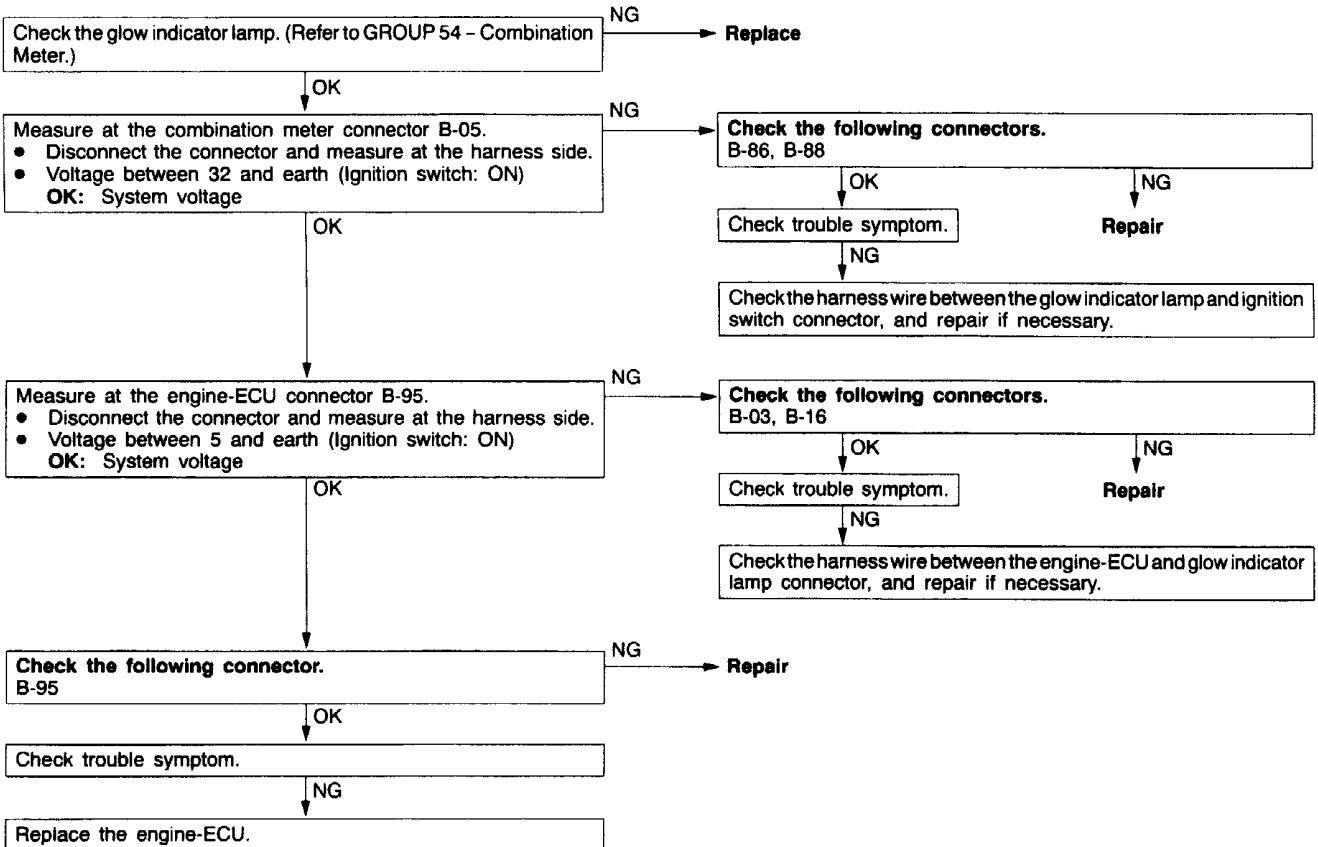 Check the glow indicator lamp. (Refer to GROUP 54 – Combination
Meter.)
NG
Replace
OK
Measure at the combination meter connector B-05.
● Disconnect the connector and measure at the harness side.
● Voltage between 32 and earth (Ignition switch: ON)
OK: System voltage
NG
Check the following connectors.
B-86, B-88
OK
NG
Check trouble symptom.
Repair
NG
Check the harness wire between the glow indicator lamp and ignition
switch connector, and repair if necessary.
OK
Measure at the engine-ECU connector B-95.
● Disconnect the connector and measure at the harness side.
● Voltage between 5 and earth (Ignition switch: ON)
OK: System voltage
NG
Check the following connectors.
B-03, B-16
OK
NG
Check trouble symptom.
Repair
NG
Check the harness wire between the engine-ECU and glow indicator
lamp connector, and repair if necessary.
OK
Check the following connector.
B-95
NG
Repair
OK
Check trouble symptom.
NG
Replace the engine-ECU.